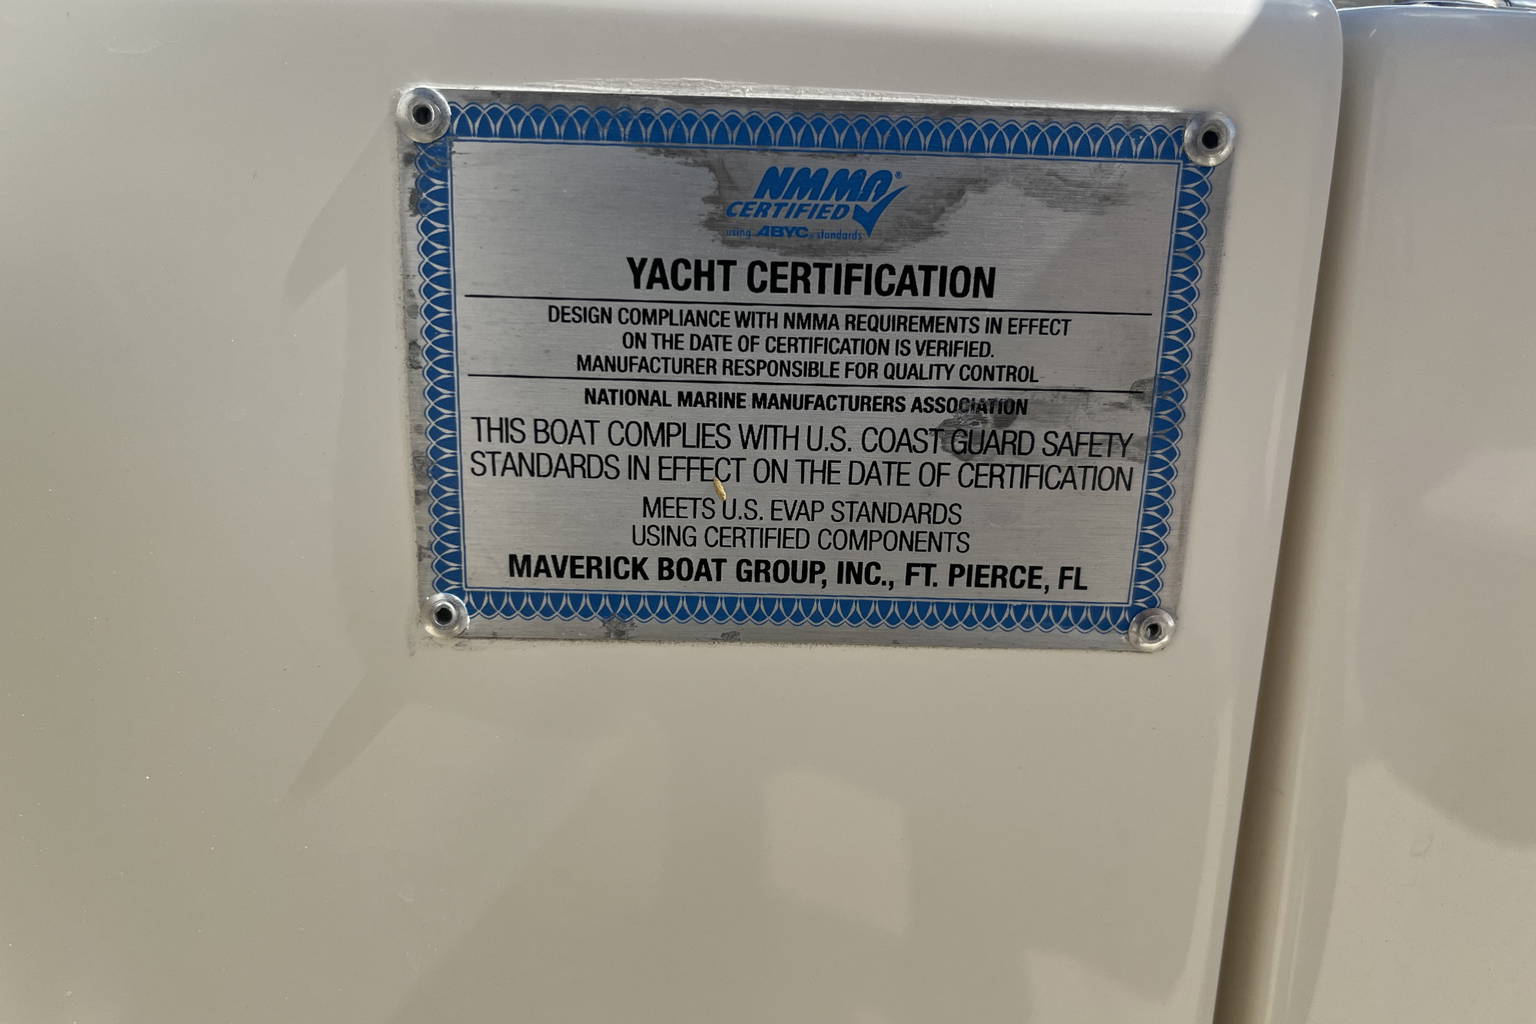 NMMA®
CERTIFIED
using ABYC® standards
YACHT CERTIFICATION
DESIGN COMPLIANCE WITH NMMA REQUIREMENTS IN EFFECT
ON THE DATE OF CERTIFICATION IS VERIFIED.
MANUFACTURER RESPONSIBLE FOR QUALITY CONTROL
NATIONAL MARINE MANUFACTURERS ASSOCIATION
THIS BOAT COMPLIES WITH U.S. COAST GUARD SAFETY
STANDARDS IN EFFECT ON THE DATE OF CERTIFICATION
MEETS U.S. EVAP STANDARDS
USING CERTIFIED COMPONENTS
MAVERICK BOAT GROUP, INC., FT. PIERCE, FL